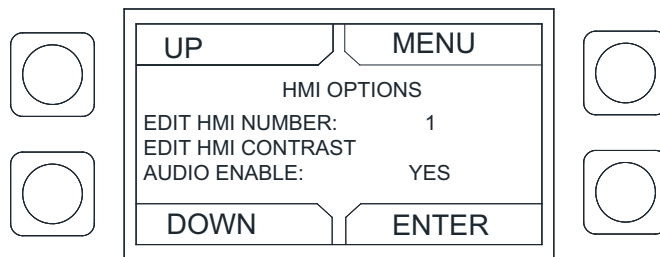 UP MENU
HMI OPTIONS
EDIT HMI NUMBER: 1
EDIT HMI CONTRAST
AUDIO ENABLE: YES
DOWN ENTER